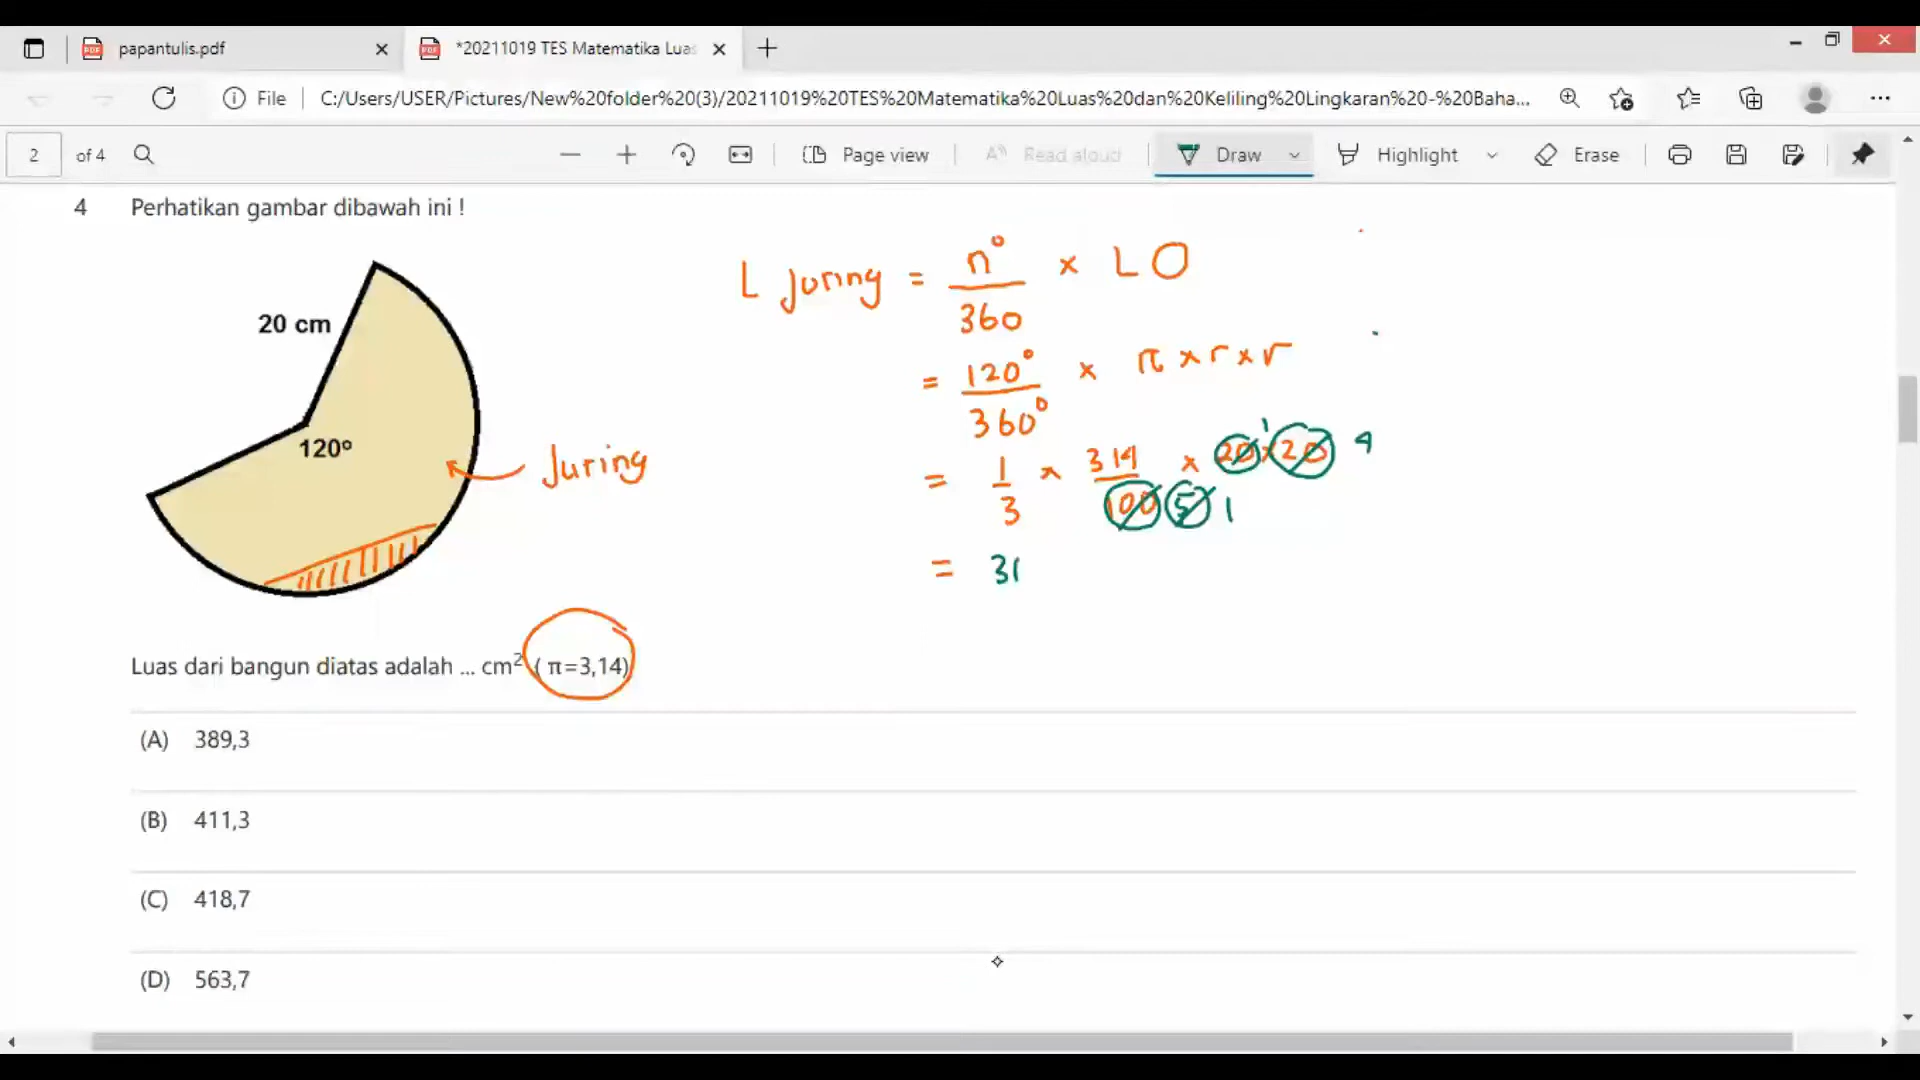 papantulis.pdf
*20211019 TES Matematika Luas
File
C:/Users/USER/Pictures/New%20folder%20(3)/20211019%20TES%20Matematika%20Luas%20dan%20Keliling%20Lingkaran%20-%20Baha...
2 of 4
Page view
Read aloud
Draw
Highlight
Erase
4 Perhatikan gambar dibawah ini !
20 cm
120°
Juring
L Juring = n°/360 × L O
= 120°/360° × π × r × r
= 1/3 × 314/100 5 1 × 20 × 20 1 4
= 31
Luas dari bangun diatas adalah ... cm² ( π=3,14)
(A) 389,3
(B) 411,3
(C) 418,7
(D) 563,7